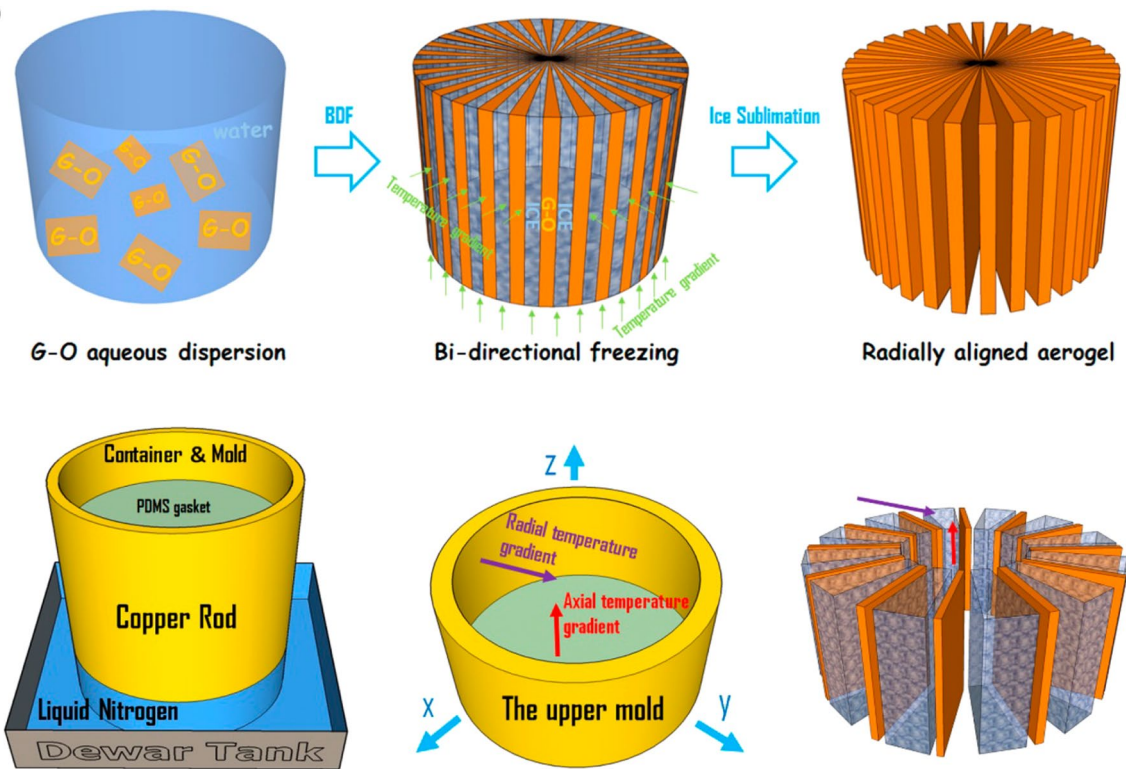 water
G-O
G-O
G-O
G-O
G-O
G-O
G-O
BDF
Temperature gradient
ICE
G-O
ICE
Temperature gradient
Ice Sublimation
G-O aqueous dispersion
Bi-directional freezing
Radially aligned aerogel
Container & Mold
PDMS gasket
Copper Rod
Liquid Nitrogen
Dewar Tank
Z
Radial temperature
gradient
Axial temperature
gradient
X
The upper mold
y